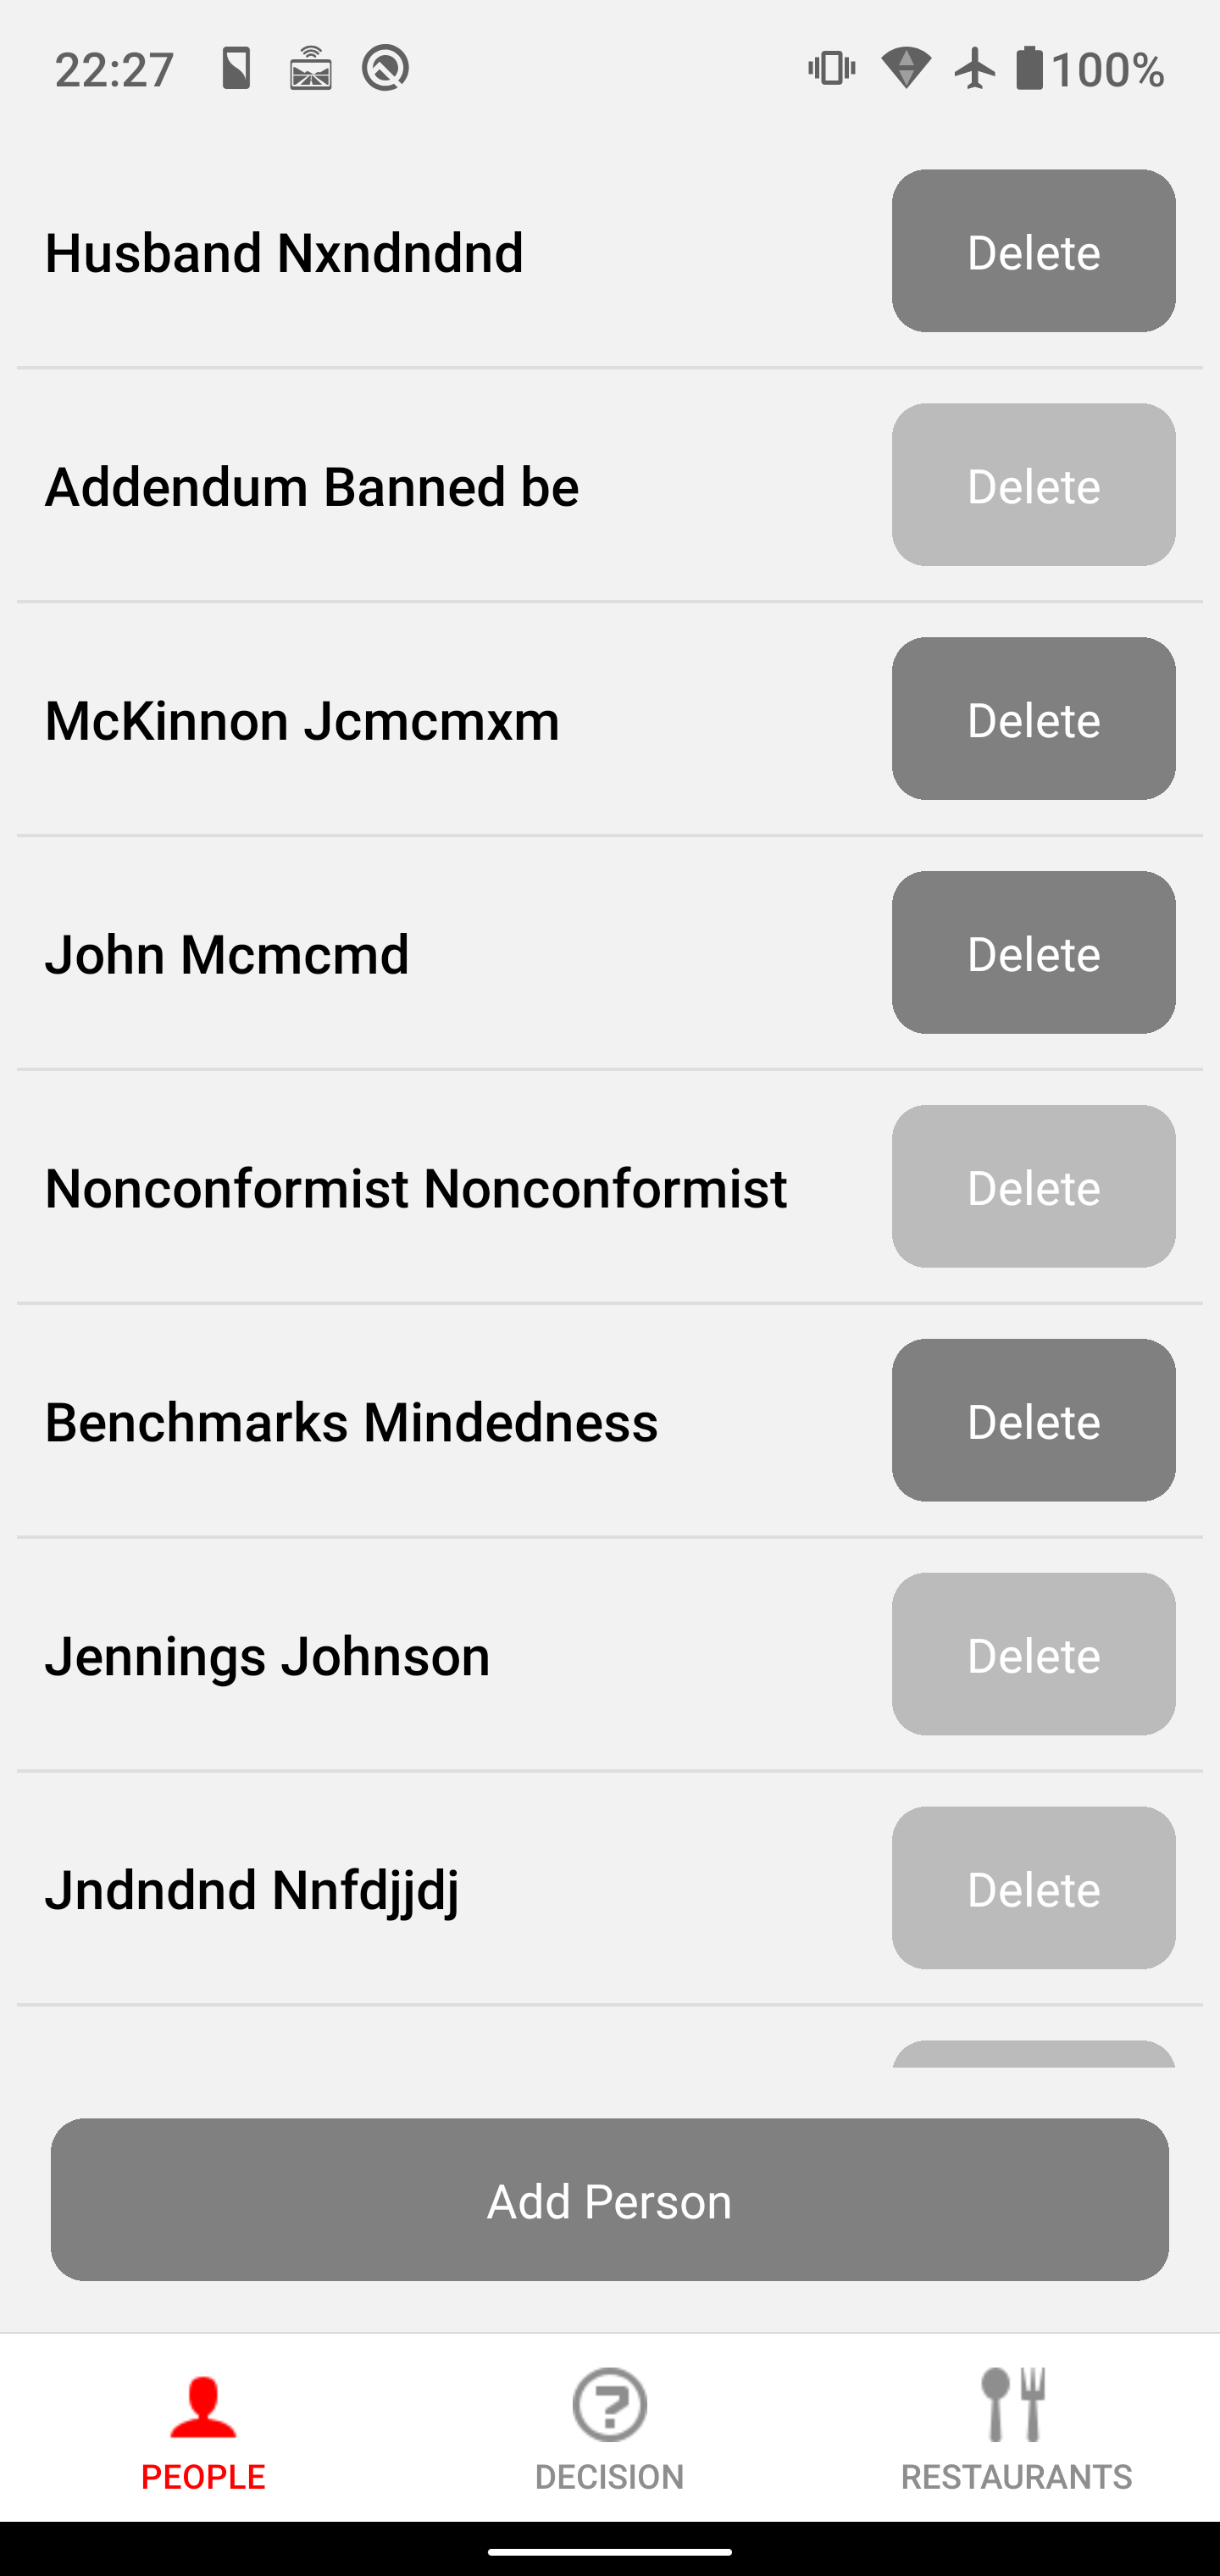 22:27 100%
Husband Nxndndnd Delete
Addendum Banned be Delete
McKinnon Jcmcmxm Delete
John Mcmcmd Delete
Nonconformist Nonconformist Delete
Benchmarks Mindedness Delete
Jennings Johnson Delete
Jndndnd Nnfdjjdj Delete
Add Person
PEOPLE DECISION RESTAURANTS